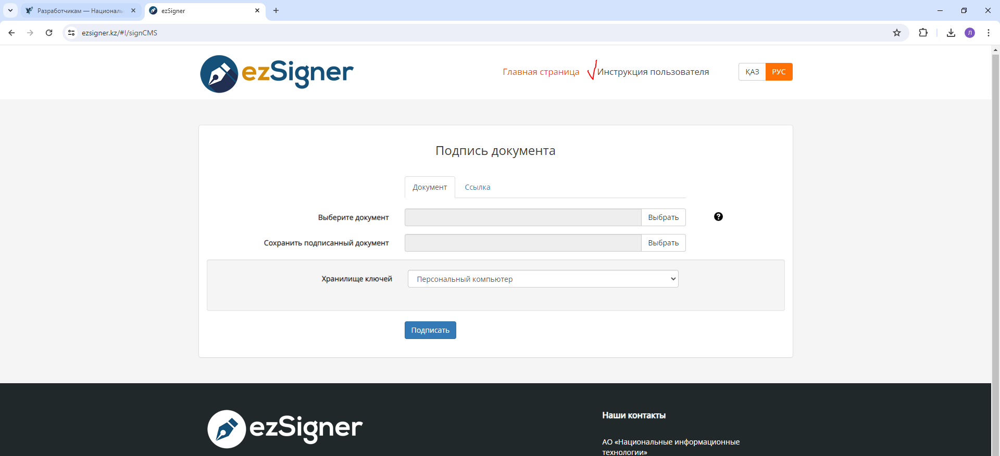 Разработчикам — Националь
ezSigner
ezsigner.kz/#!/signCMS
Л
ezSigner
Главная страница
Инструкция пользователя
ҚАЗ
РУС
Подпись документа
Документ
Ссылка
Выберите документ
Выбрать
?
Сохранить подписанный документ
Выбрать
Хранилище ключей
Персональный компьютер
Подписать
ezSigner
Наши контакты
АО «Национальные информационные
технологии»